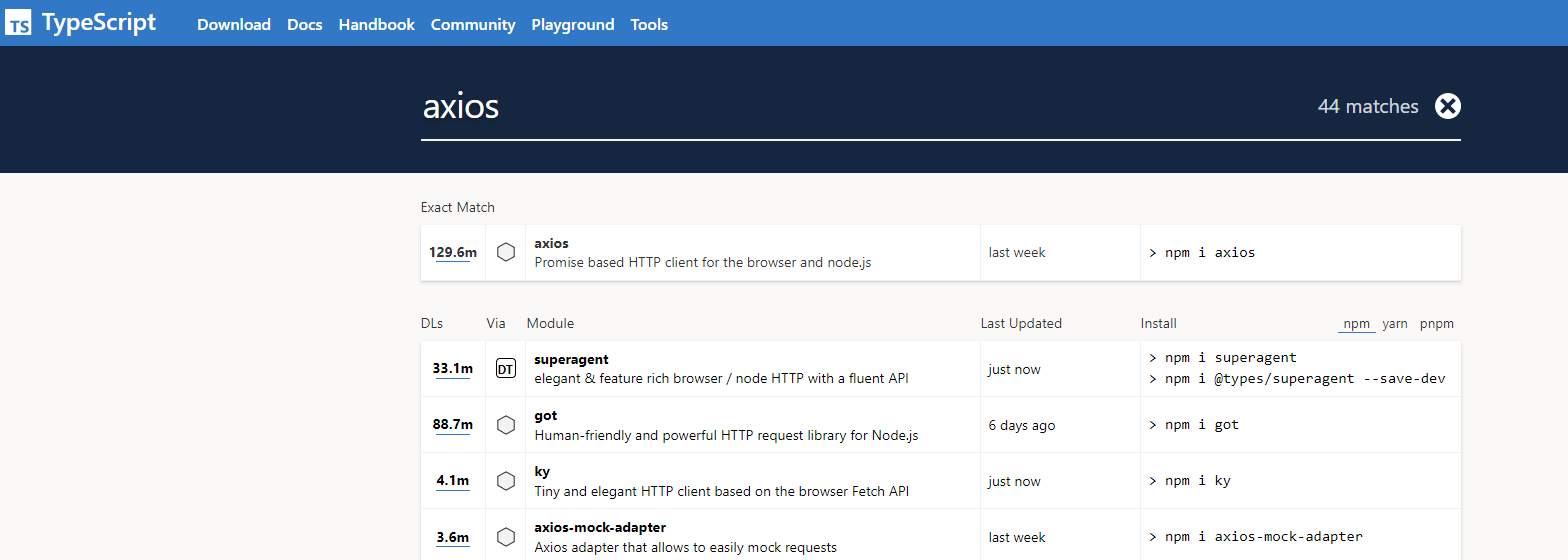 TS TypeScript Download Docs Handbook Community Playground Tools
axios 44 matches
Exact Match
129.6m axios last week > npm i axios
Promise based HTTP client for the browser and node.js
DLs Via Module Last Updated Install npm yarn pnpm
33.1m DT superagent just now > npm i superagent
elegant & feature rich browser / node HTTP with a fluent API > npm i @types/superagent --save-dev
88.7m got 6 days ago > npm i got
Human-friendly and powerful HTTP request library for Node.js
4.1m ky just now > npm i ky
Tiny and elegant HTTP client based on the browser Fetch API
3.6m axios-mock-adapter last week > npm i axios-mock-adapter
Axios adapter that allows to easily mock requests